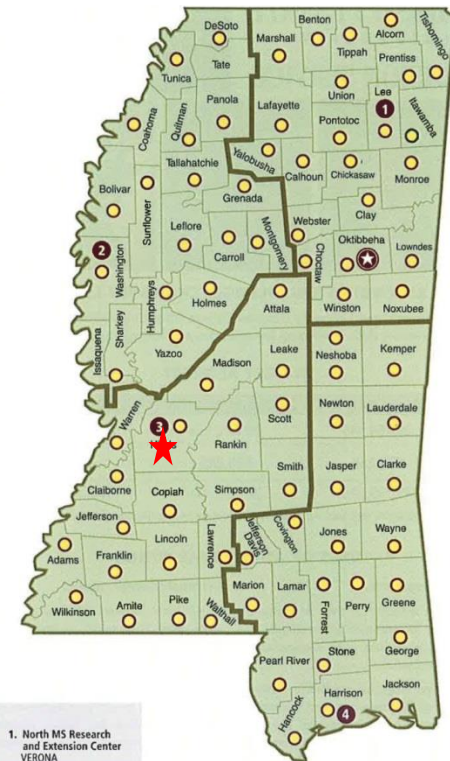 DeSoto
Benton
Alcorn
Tishomingo
Marshall
Tippah
Prentiss
Tunica
Tate
Union
Lee
1
Itawamba
Panola
Lafayette
Coahoma
Quitman
Pontotoc
Yalobusha
Tallahatchie
Calhoun
Chickasaw
Monroe
Bolivar
Sunflower
Grenada
Clay
Leflore
Webster
Montgomery
Oktibbeha
2
Washington
Carroll
Choctaw
Lowndes
Humphreys
Holmes
Attala
Winston
Noxubee
Sharkey
Issaquena
Yazoo
Madison
Leake
Neshoba
Kemper
Warren
3
Rankin
Scott
Newton
Lauderdale
Claiborne
Copiah
Simpson
Smith
Jasper
Clarke
Jefferson
Lincoln
Lawrence
Jefferson
Davis
Covington
Jones
Wayne
Adams
Franklin
Marion
Lamar
Forrest
Perry
Greene
Wilkinson
Amite
Pike
Walthall
Stone
George
Pearl River
Harrison
Jackson
Hancock
4
1. North MS Research
and Extension Center
VERONA